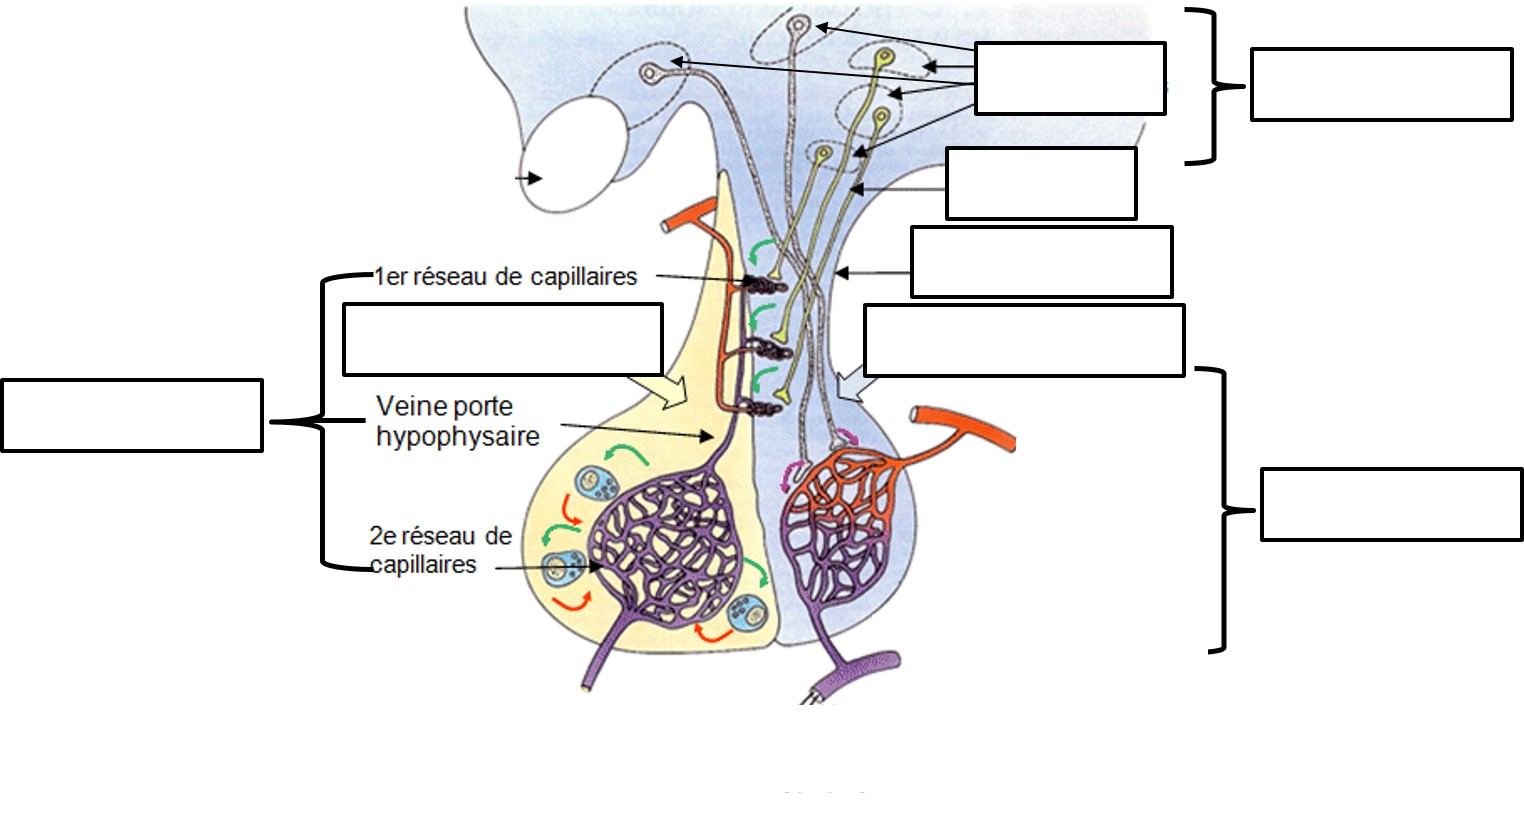 1er réseau de capillaires
Veine porte
hypophysaire
2e réseau de
capillaires